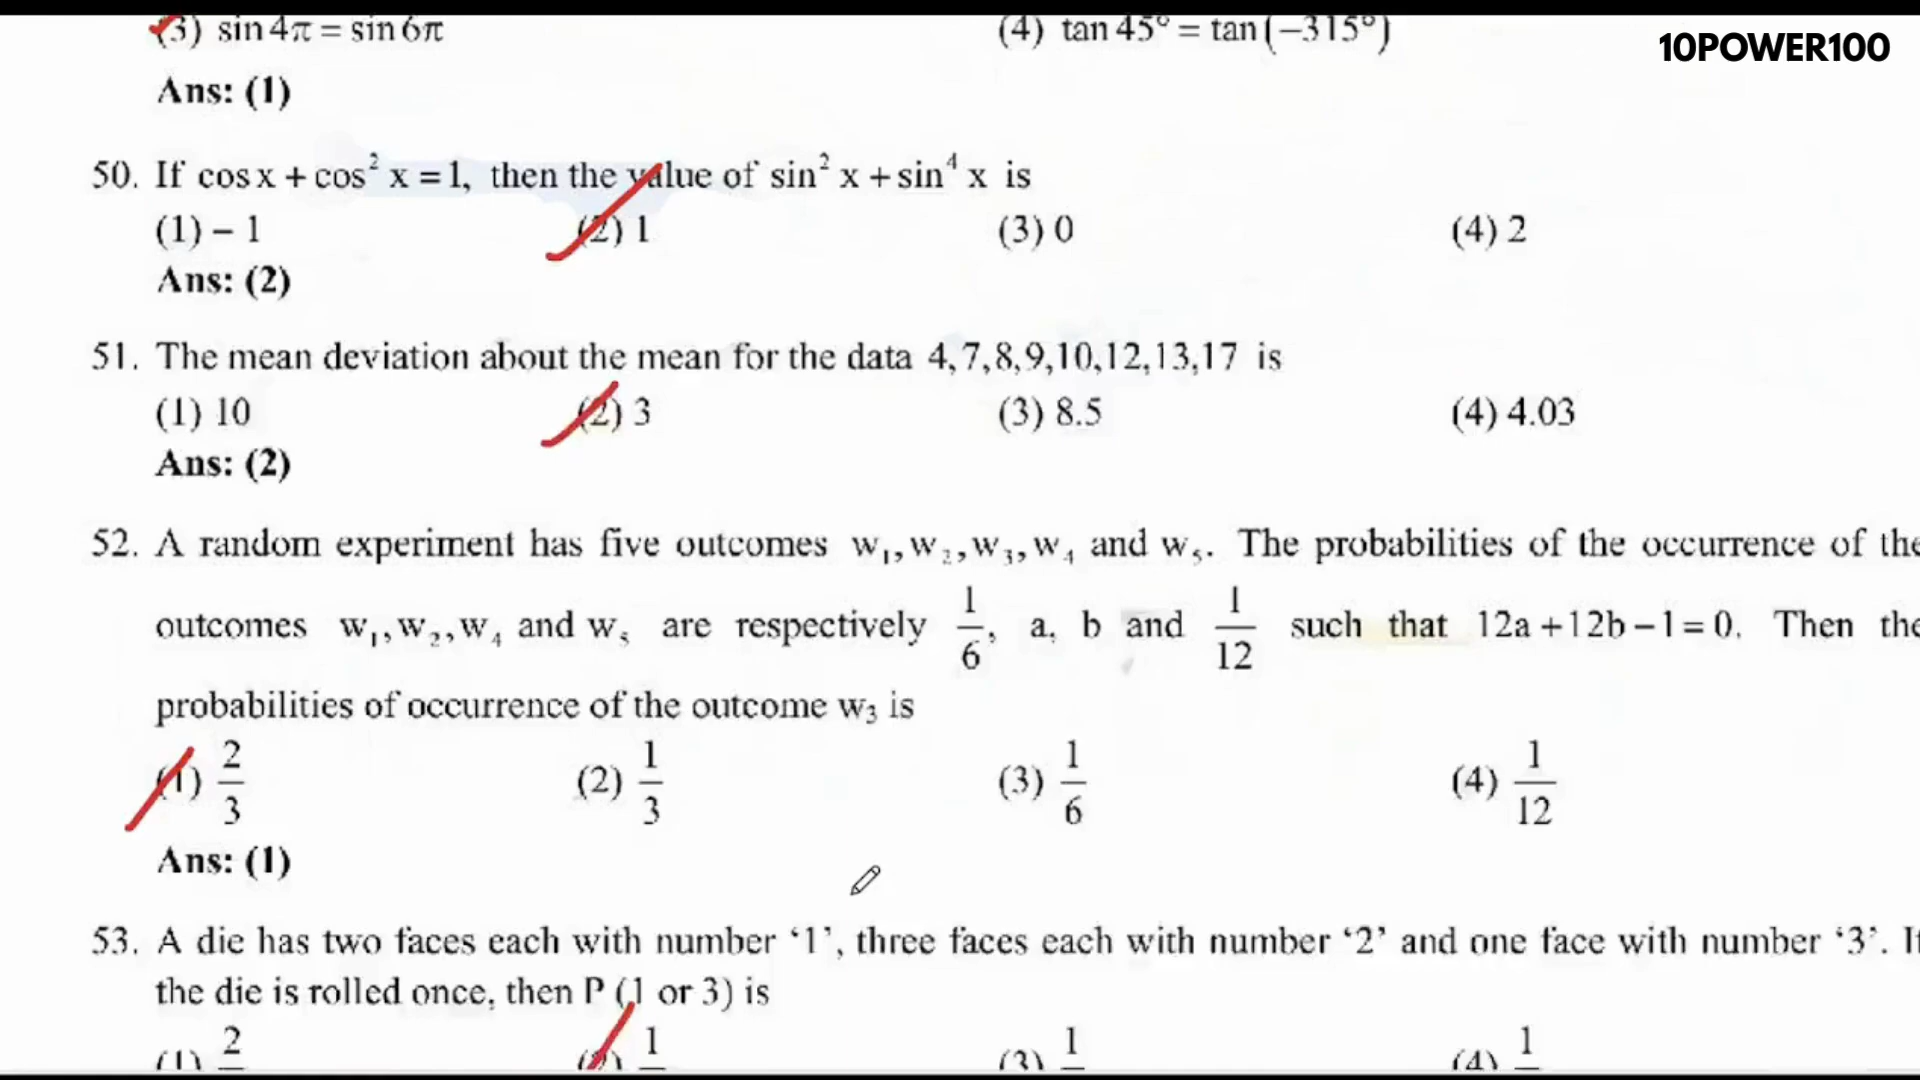 (3) sin 4π = sin 6π (4) tan 45° = tan(−315°)
10POWER100
Ans: (1)
50. If cos x + cos² x = 1, then the value of sin² x + sin⁴ x is
(1) – 1 (2) 1 (3) 0 (4) 2
Ans: (2)
51. The mean deviation about the mean for the data 4,7,8,9,10,12,13,17 is
(1) 10 (2) 3 (3) 8.5 (4) 4.03
Ans: (2)
52. A random experiment has five outcomes w₁, w₂, w₃, w₄ and w₅. The probabilities of the occurrence of the
outcomes w₁, w₂, w₄ and w₅ are respectively 1/6, a, b and 1/12 such that 12a + 12b − 1 = 0. Then the
probabilities of occurrence of the outcome w₃ is
(1) 2/3 (2) 1/3 (3) 1/6 (4) 1/12
Ans: (1)
53. A die has two faces each with number ‘1’, three faces each with number ‘2’ and one face with number ‘3’. If
the die is rolled once, then P (1 or 3) is
(1) 2 (2) 1 (3) 1 (4) 1